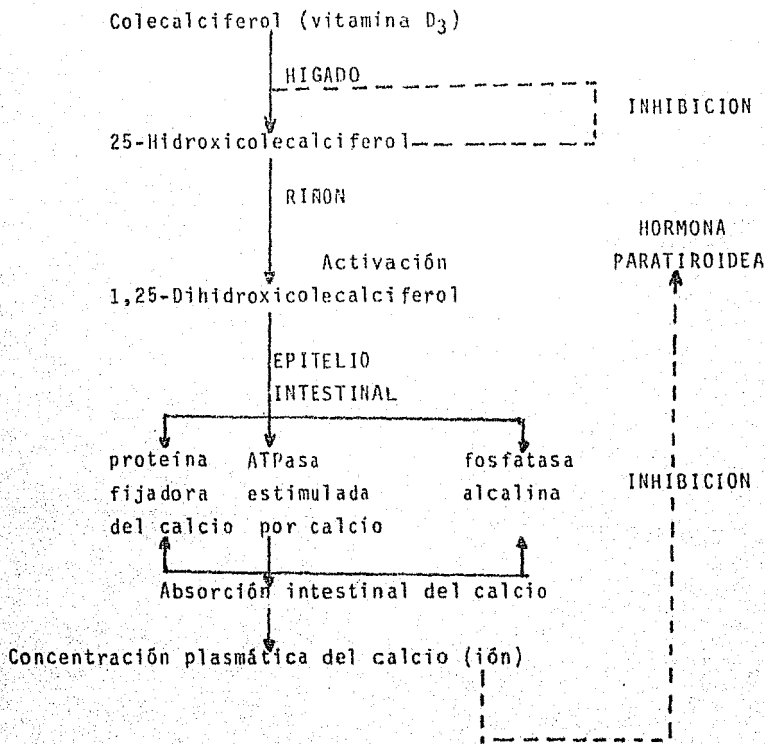 Colecalciferol (vitamina D3)
HIGADO
INHIBICION
25-Hidroxicolecalciferol
RIÑON
HORMONA
PARATIROIDEA
Activación
1,25-Dihidroxicolecalciferol
EPITELIO
INTESTINAL
proteína ATPasa fosfatasa
fijadora estimulada alcalina
del calcio por calcio
INHIBICION
Absorción intestinal del calcio
Concentración plasmática del calcio (ión)